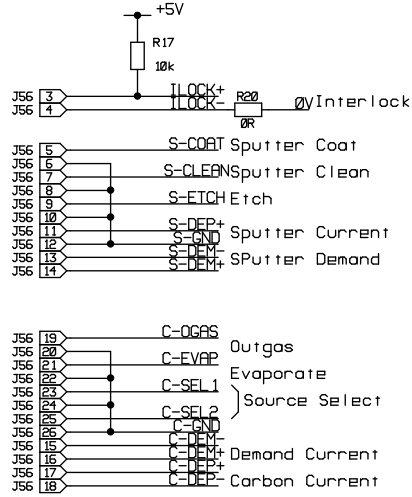 +5V
R17
10k
J56 3 ILOCK+
J56 4 ILOCK- R20 0R 0V Interlock
J56 5 S-COAT Sputter Coat
J56 6
J56 7 S-CLEAN Sputter Clean
J56 8
J56 9 S-ETCH Etch
J56 10
J56 11 S-DEP+ Sputter Current
J56 12 S-GND
J56 13 S-DEM- SPutter Demand
J56 14 S-DEM+
J56 19 C-OGAS Outgas
J56 20
J56 21 C-EVAP Evaporate
J56 22
J56 23 C-SEL1 Source Select
J56 24
J56 25 C-SEL2
J56 26 C-GND
J56 15 C-DEM-
J56 16 C-DEM+ Demand Current
J56 17 C-DEP+
J56 18 C-DEP- Carbon Current